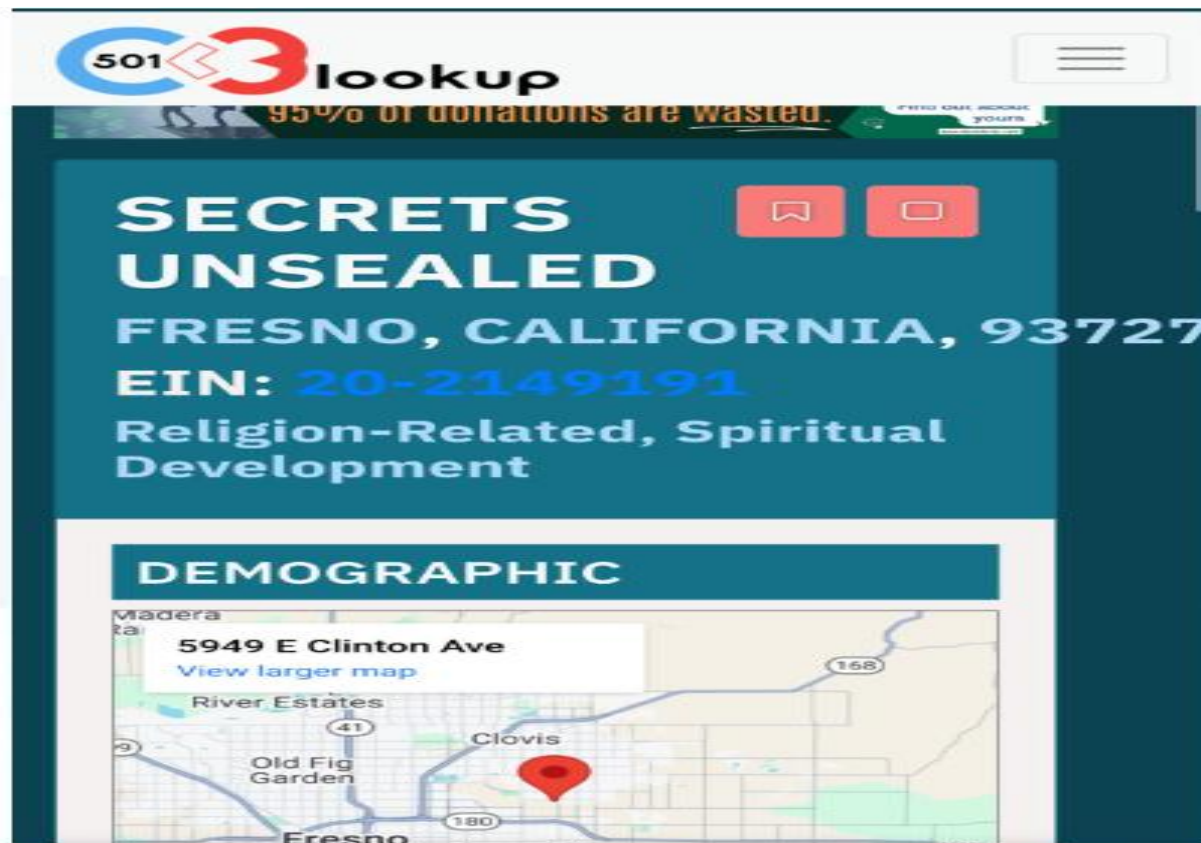 501 C3 lookup
95% of donations are wasted.
Find out about
yours
SECRETS
UNSEALED
FRESNO, CALIFORNIA, 93727
EIN: 20-2149191
Religion-Related, Spiritual
Development
DEMOGRAPHIC
Madera
5949 E Clinton Ave
View larger map
168
River Estates
41
Clovis
Old Fig
Garden
180
Fresno